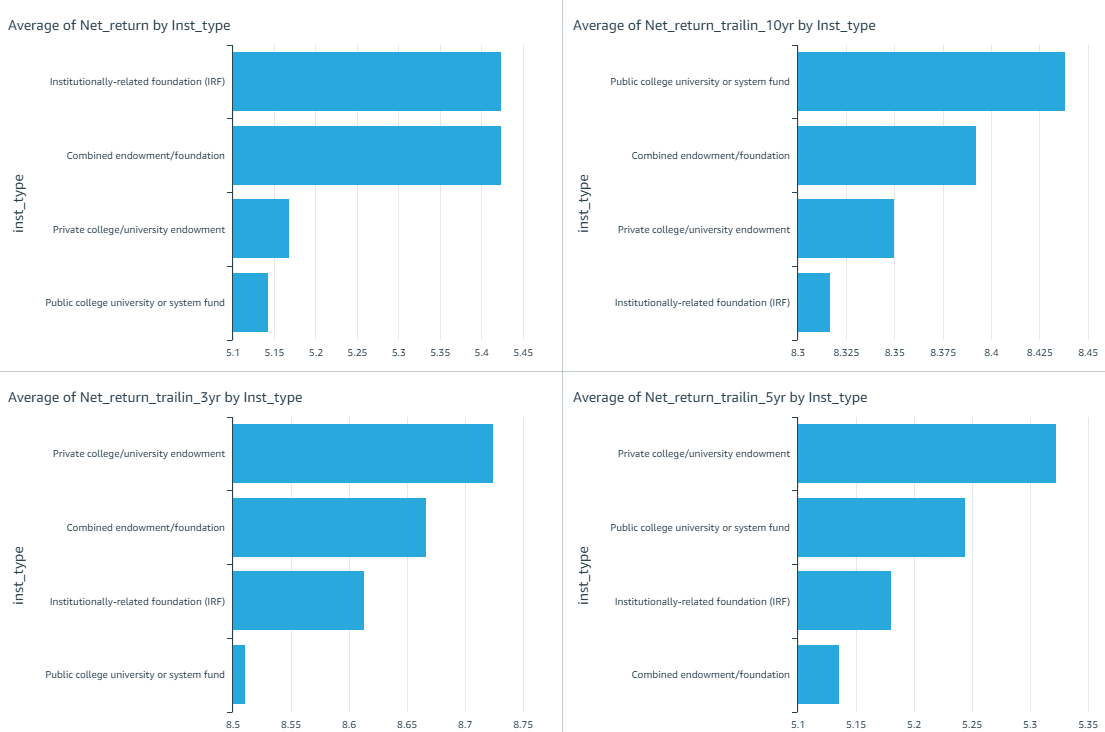 Average of Net_return by Inst_type
inst_type
Institutionally-related foundation (IRF)
Combined endowment/foundation
Private college/university endowment
Public college university or system fund
5.1 5.15 5.2 5.25 5.3 5.35 5.4 5.45
Average of Net_return_trailin_10yr by Inst_type
inst_type
Public college university or system fund
Combined endowment/foundation
Private college/university endowment
Institutionally-related foundation (IRF)
8.3 8.325 8.35 8.375 8.4 8.425 8.45
Average of Net_return_trailin_3yr by Inst_type
inst_type
Private college/university endowment
Combined endowment/foundation
Institutionally-related foundation (IRF)
Public college university or system fund
8.5 8.55 8.6 8.65 8.7 8.75
Average of Net_return_trailin_5yr by Inst_type
inst_type
Private college/university endowment
Public college university or system fund
Institutionally-related foundation (IRF)
Combined endowment/foundation
5.1 5.15 5.2 5.25 5.3 5.35